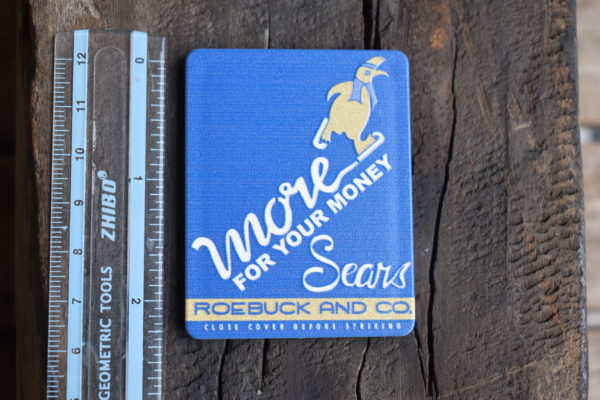 More
FOR YOUR MONEY
Sears
ROEBUCK AND CO.
CLOSE COVER BEFORE STRIKING
ZHIBO®
GEOMETRIC TOOLS
12
11
10
9
8
7
6
5
0
1
2